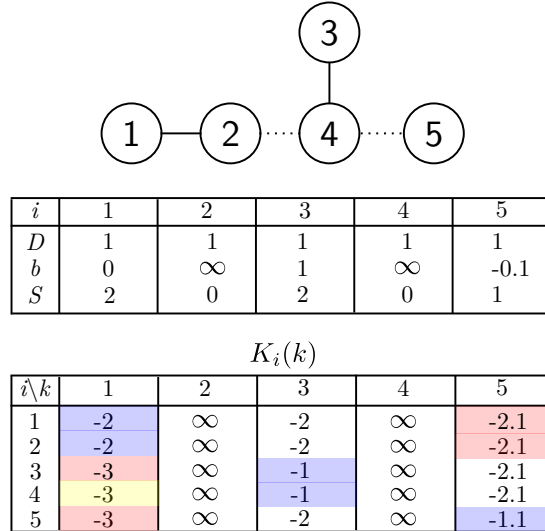 3
1 2 4 5
i 1 2 3 4 5
D 1 1 1 1 1
b 0 ∞ 1 ∞ -0.1
S 2 0 2 0 1
K_i(k)
i\k 1 2 3 4 5
1 -2 ∞ -2 ∞ -2.1
2 -2 ∞ -2 ∞ -2.1
3 -3 ∞ -1 ∞ -2.1
4 -3 ∞ -1 ∞ -2.1
5 -3 ∞ -2 ∞ -1.1